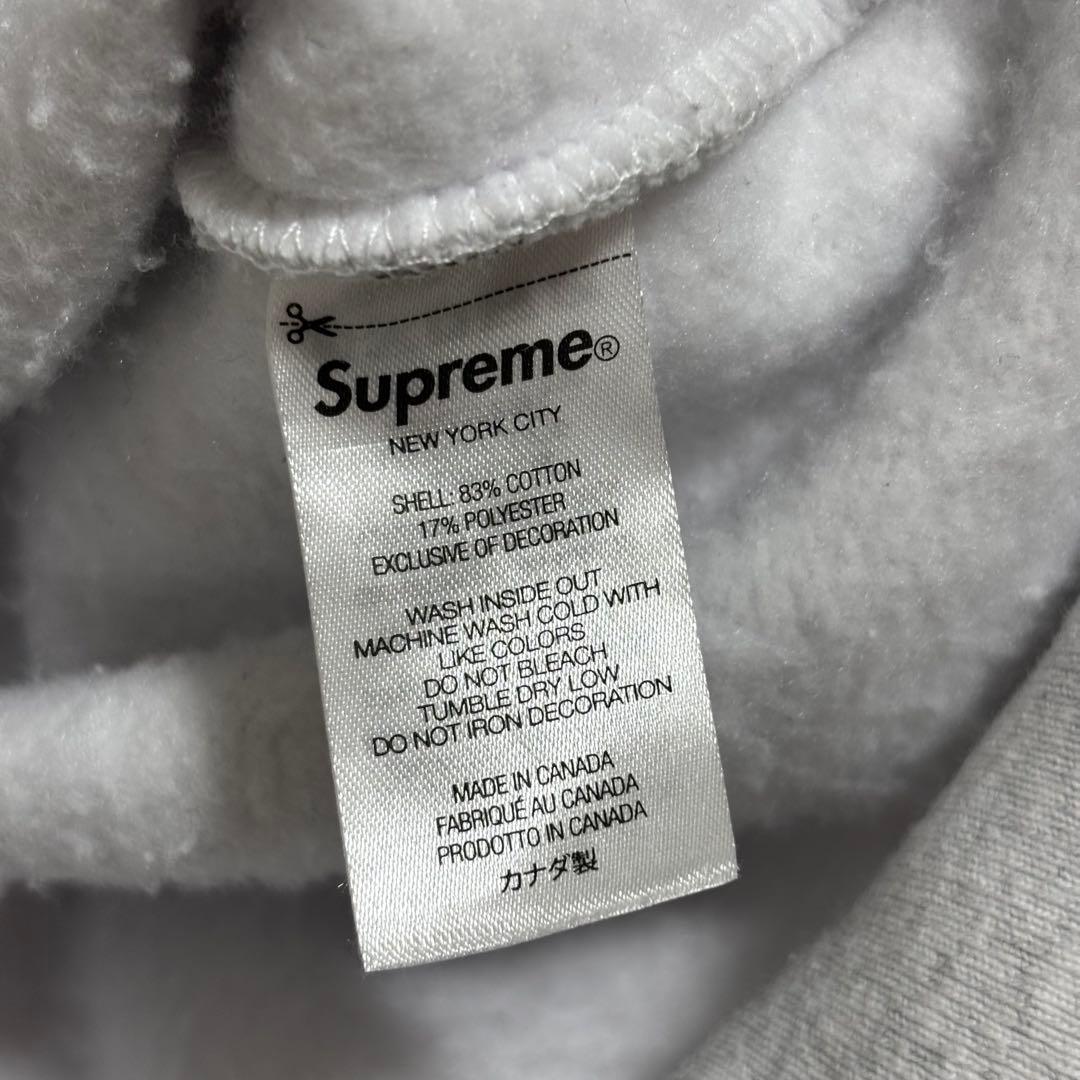 Supreme®
NEW YORK CITY
SHELL: 83% COTTON
17% POLYESTER
EXCLUSIVE OF DECORATION
WASH INSIDE OUT
MACHINE WASH COLD WITH
LIKE COLORS
DO NOT BLEACH
TUMBLE DRY LOW
DO NOT IRON DECORATION
MADE IN CANADA
FABRIQUÉ AU CANADA
PRODOTTO IN CANADA
カナダ製